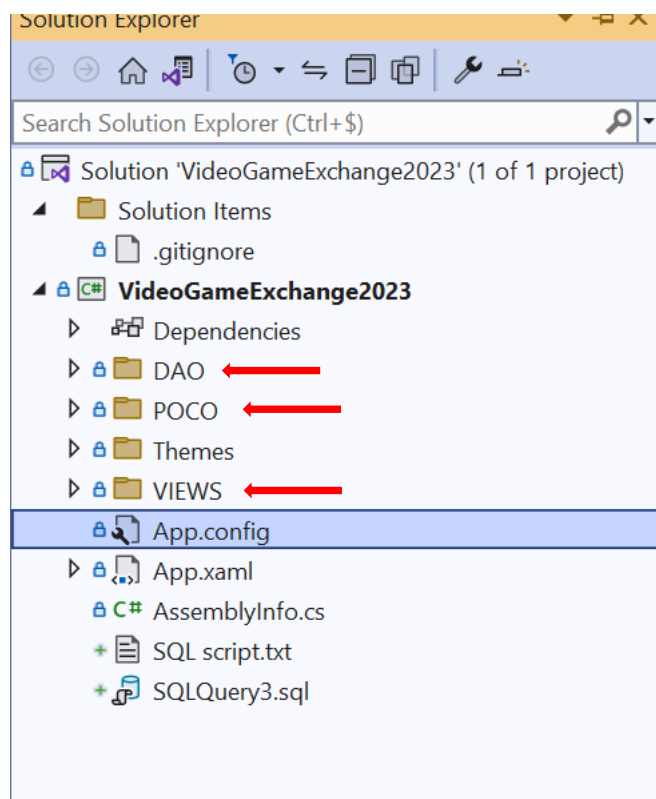 Solution Explorer
Search Solution Explorer (Ctrl+$)
Solution 'VideoGameExchange2023' (1 of 1 project)
Solution Items
.gitignore
C# VideoGameExchange2023
Dependencies
DAO
POCO
Themes
VIEWS
App.config
App.xaml
C# AssemblyInfo.cs
SQL script.txt
SQLQuery3.sql